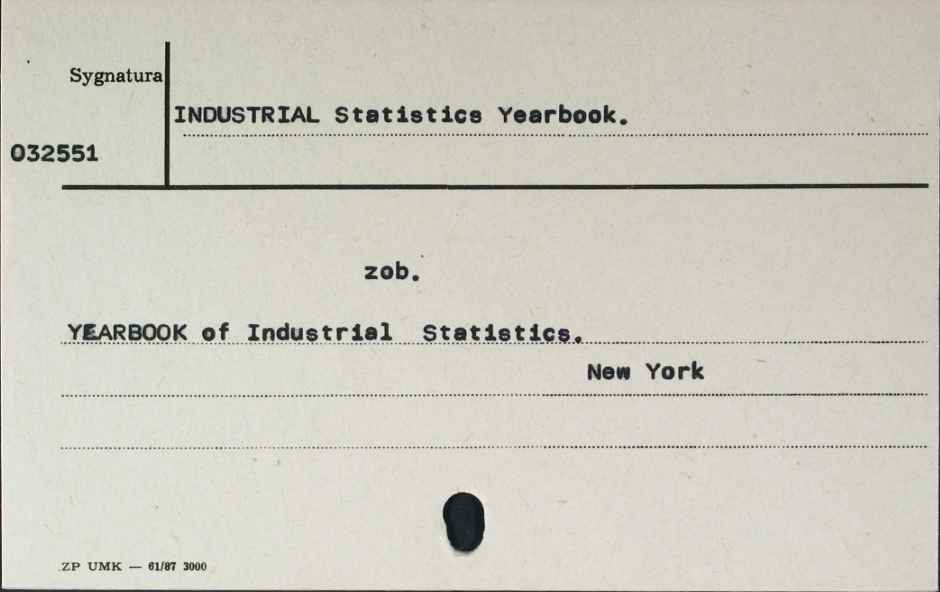 Sygnatura
INDUSTRIAL Statistics Yearbook.
032551
zob.
YEARBOOK of Industrial Statistics.
New York
ZP UMK — 61/87 3000